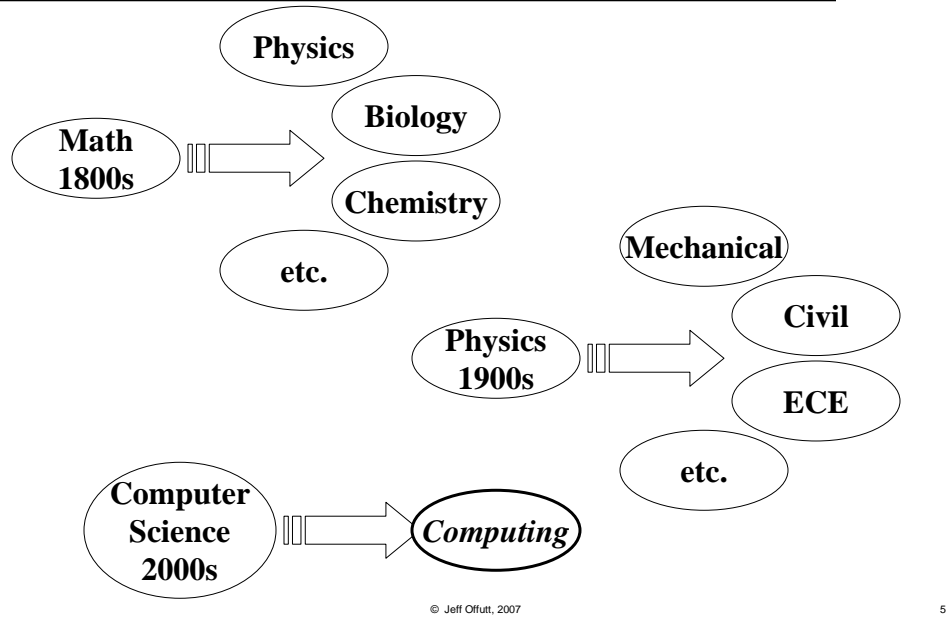 Physics
Biology
Math
1800s
Chemistry
etc.
Mechanical
Civil
Physics
1900s
ECE
etc.
Computer
Science
2000s
Computing
© Jeff Offutt, 2007
5